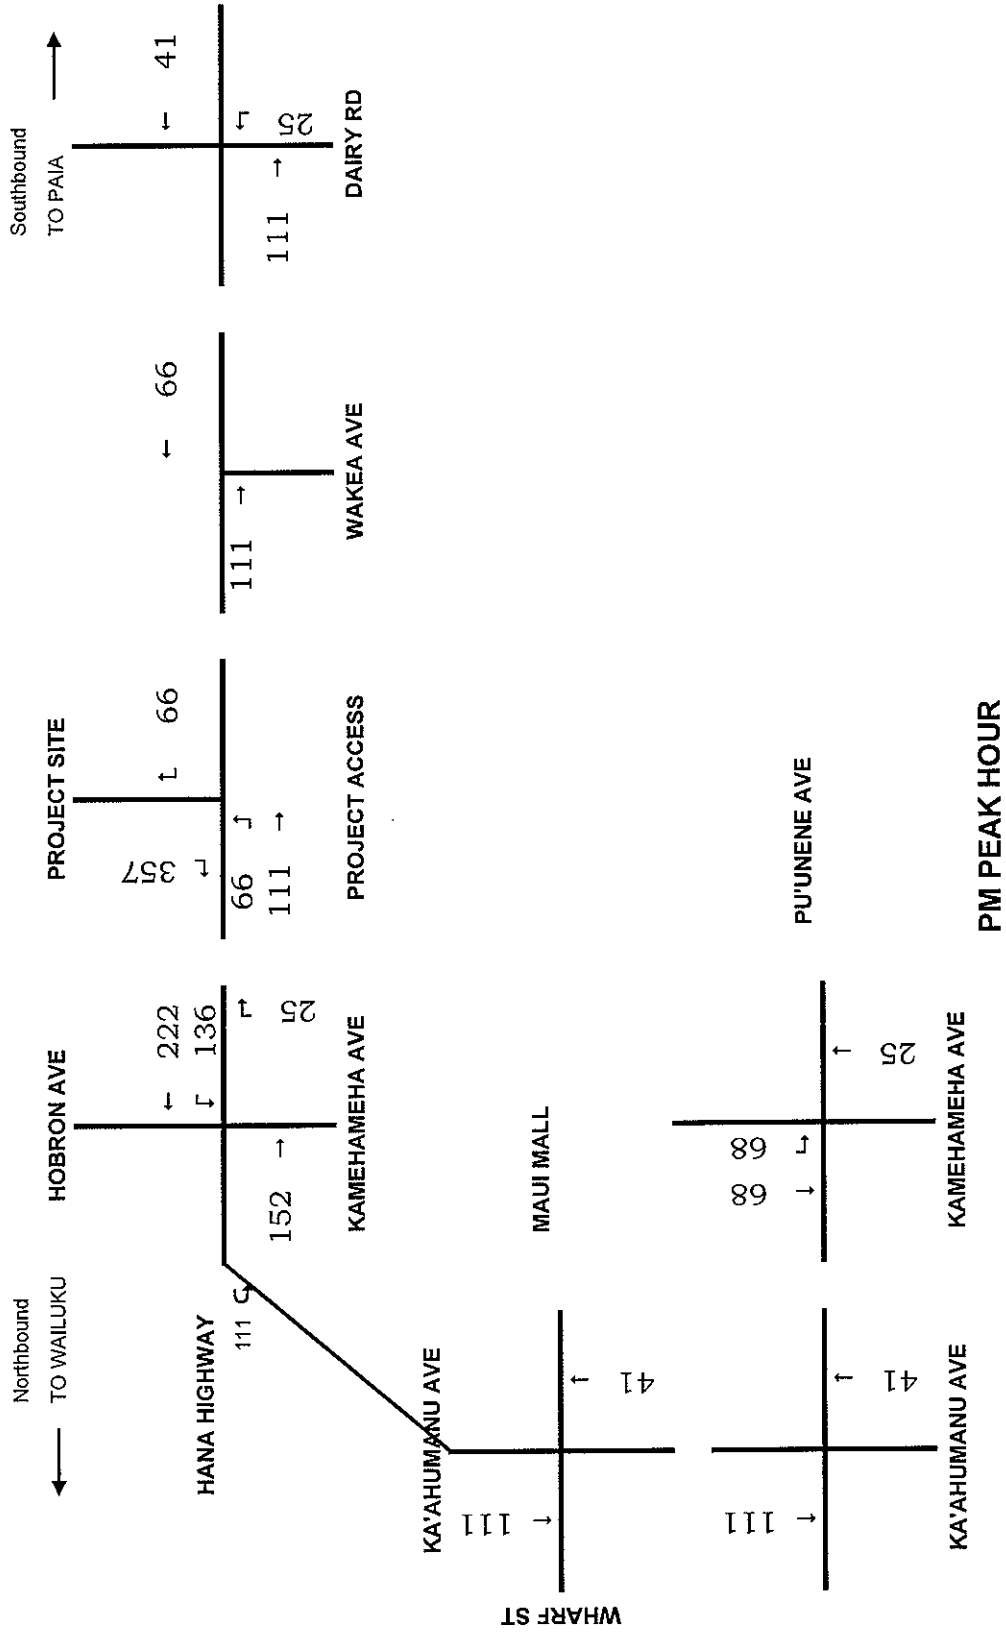 Northbound
TO WAILUKU
Southbound
TO PAIA
HOBRON AVE
PROJECT SITE
222
136
357
66
66
41
HANA HIGHWAY
111
152
25
66
111
111
111
25
KAMEHAMEHA AVE
PROJECT ACCESS
WAKEA AVE
DAIRY RD
KA'AHUMANU AVE
MAUI MALL
111
41
WHARF ST
68
68
PU'UNENE AVE
111
41
25
KA'AHUMANU AVE
KAMEHAMEHA AVE
PM PEAK HOUR